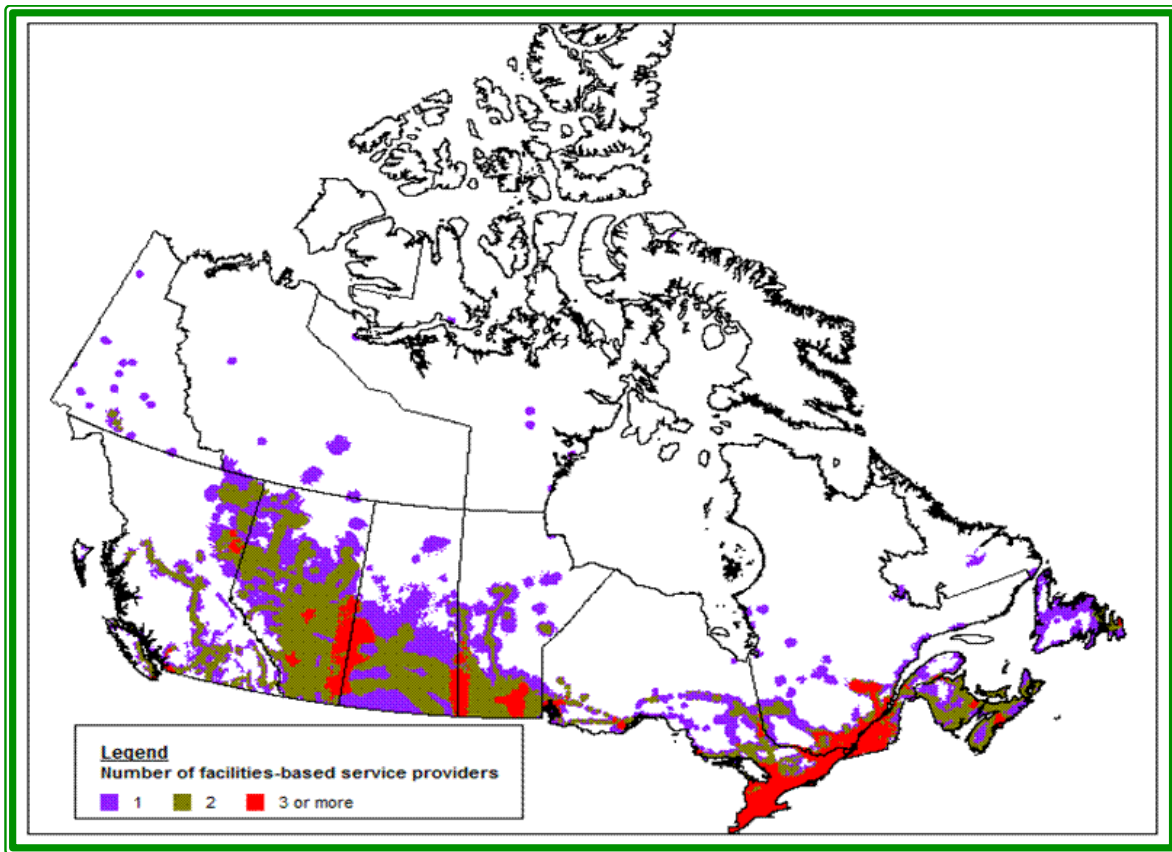 Legend
Number of facilities-based service providers
1 2 3 or more